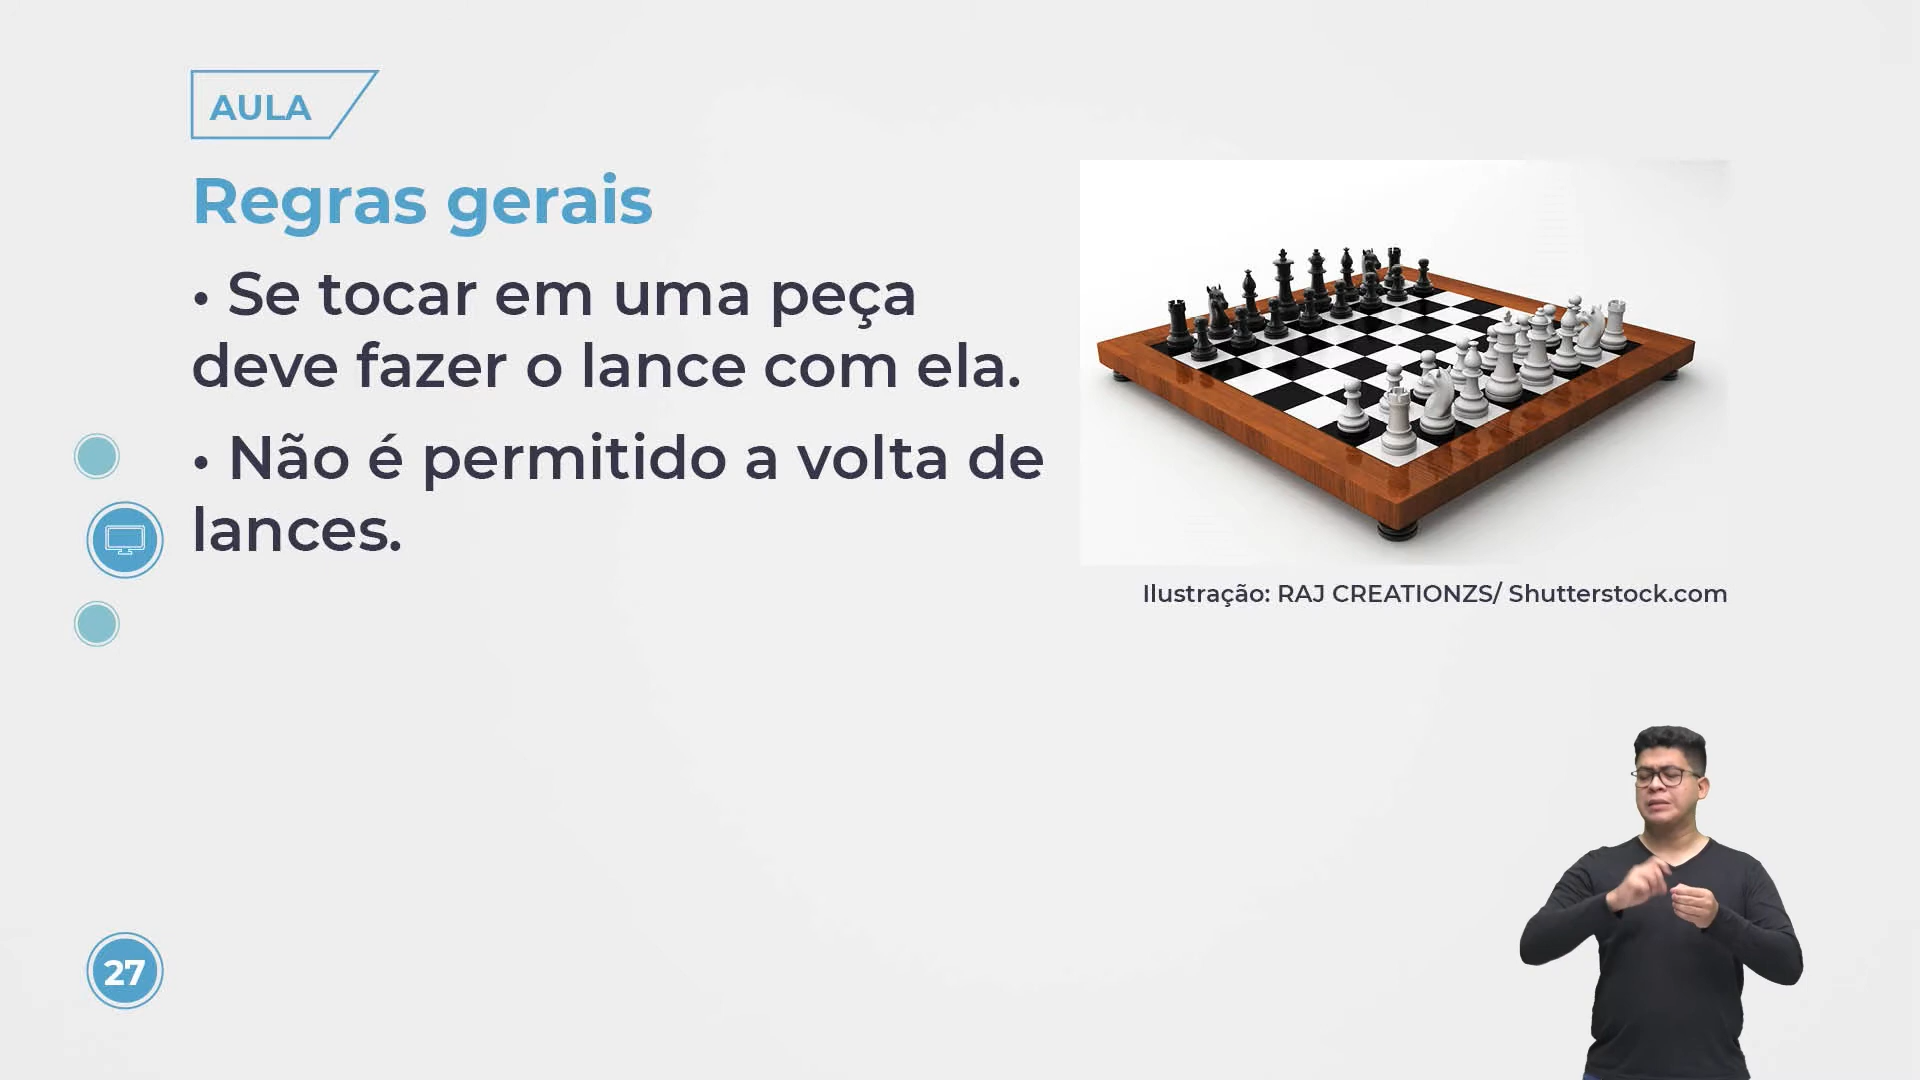 AULA
Regras gerais
• Se tocar em uma peça
deve fazer o lance com ela.
• Não é permitido a volta de
lances.
Ilustração: RAJ CREATIONZS/ Shutterstock.com
27